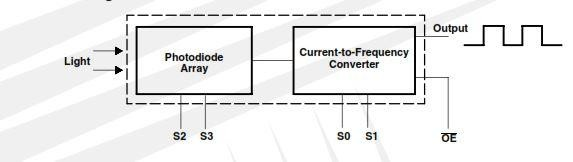 Light
Photodiode
Array
Current-to-Frequency
Converter
Output
S2 S3
S0 S1
OE